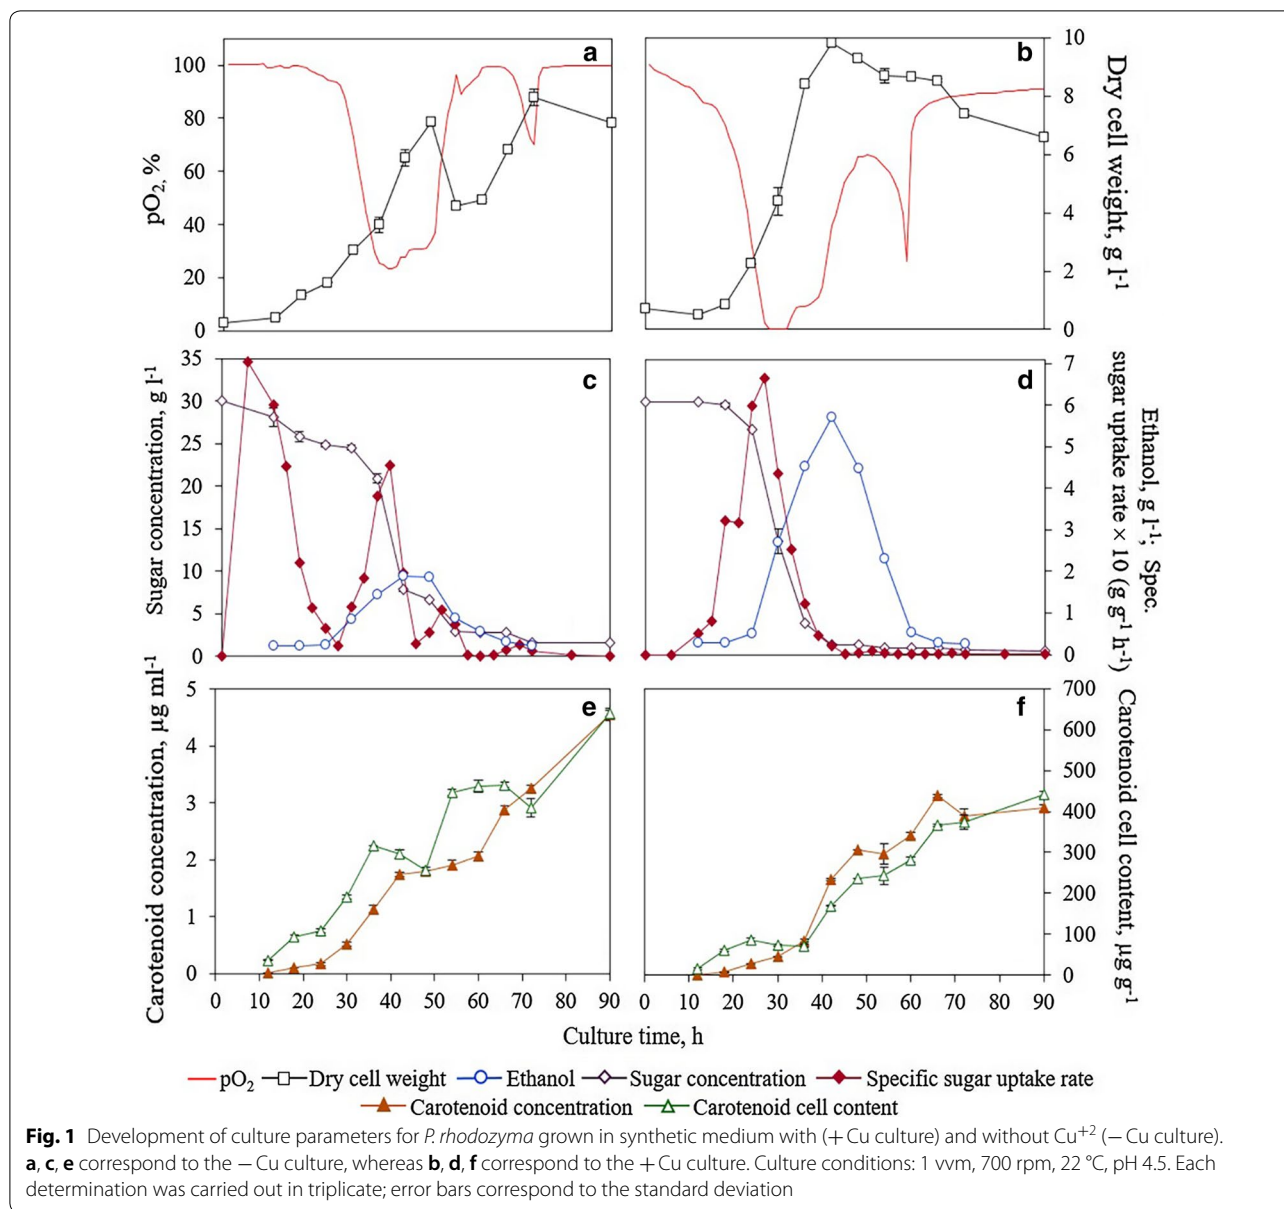 a
b
100
80
60
40
20
0
pO2, %
10
8
6
4
2
0
Dry cell weight, g l-1
c
d
35
30
25
20
15
10
5
0
Sugar concentration, g l-1
7
6
5
4
3
2
1
0
Ethanol, g l-1; Spec.
sugar uptake rate × 10 (g g-1 h-1)
e
f
5
4
3
2
1
0
Carotenoid concentration, µg ml-1
700
600
500
400
300
200
100
0
Carotenoid cell content, µg g-1
0 10 20 30 40 50 60 70 80 90
0 10 20 30 40 50 60 70 80 90
Culture time, h
pO2 Dry cell weight Ethanol Sugar concentration Specific sugar uptake rate
Carotenoid concentration Carotenoid cell content
Fig. 1 Development of culture parameters for P. rhodozyma grown in synthetic medium with (+ Cu culture) and without Cu+2 (− Cu culture).
a, c, e correspond to the − Cu culture, whereas b, d, f correspond to the + Cu culture. Culture conditions: 1 vvm, 700 rpm, 22 °C, pH 4.5. Each
determination was carried out in triplicate; error bars correspond to the standard deviation